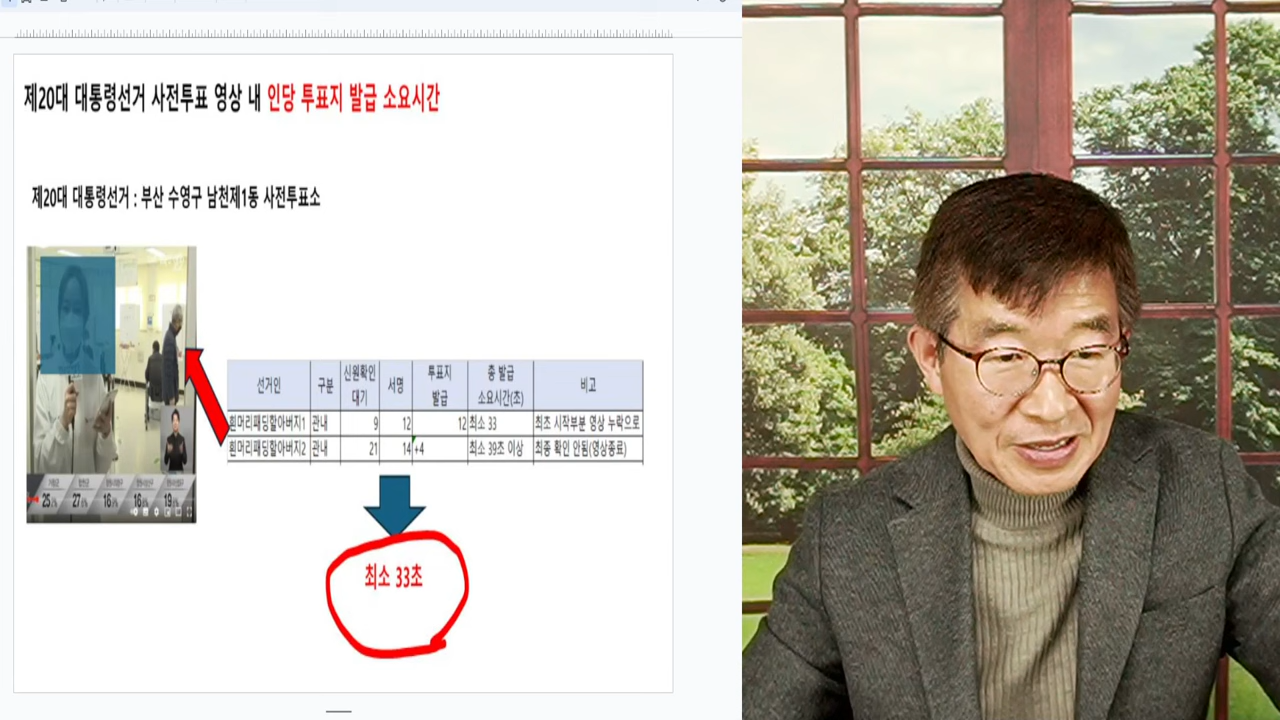 제20대 대통령선거 사전투표 영상 내 인당 투표지 발급 소요시간
제20대 대통령선거 : 부산 수영구 남천제1동 사전투표소
선거인 구분 신원확인 대기 서명 투표지 발급 총 발급 소요시간(초) 비고
흰머리패딩할아버지1 관내 9 12 12 최소 33 최초 시작부분 영상 누락으로
흰머리패딩할아버지2 관내 21 14 +4 최소 39초 이상 최종 확인 안됨(영상종료)
25 27 16 16 19
최소 33초